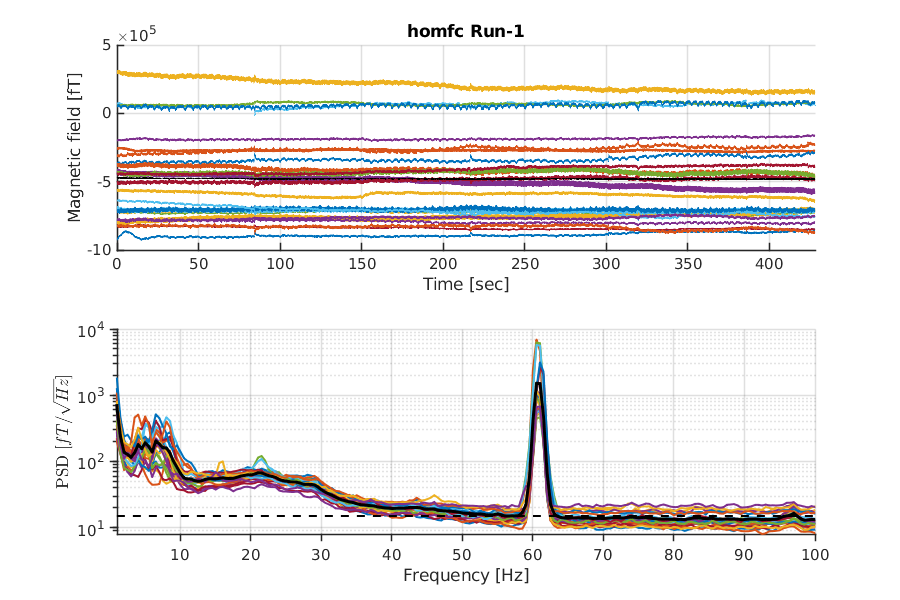 homfc Run-1
×10^5
5
0
-5
-10
Magnetic field [fT]
0 50 100 150 200 250 300 350 400
Time [sec]
10^4
10^3
10^2
10^1
PSD [fT/√Hz]
10 20 30 40 50 60 70 80 90 100
Frequency [Hz]